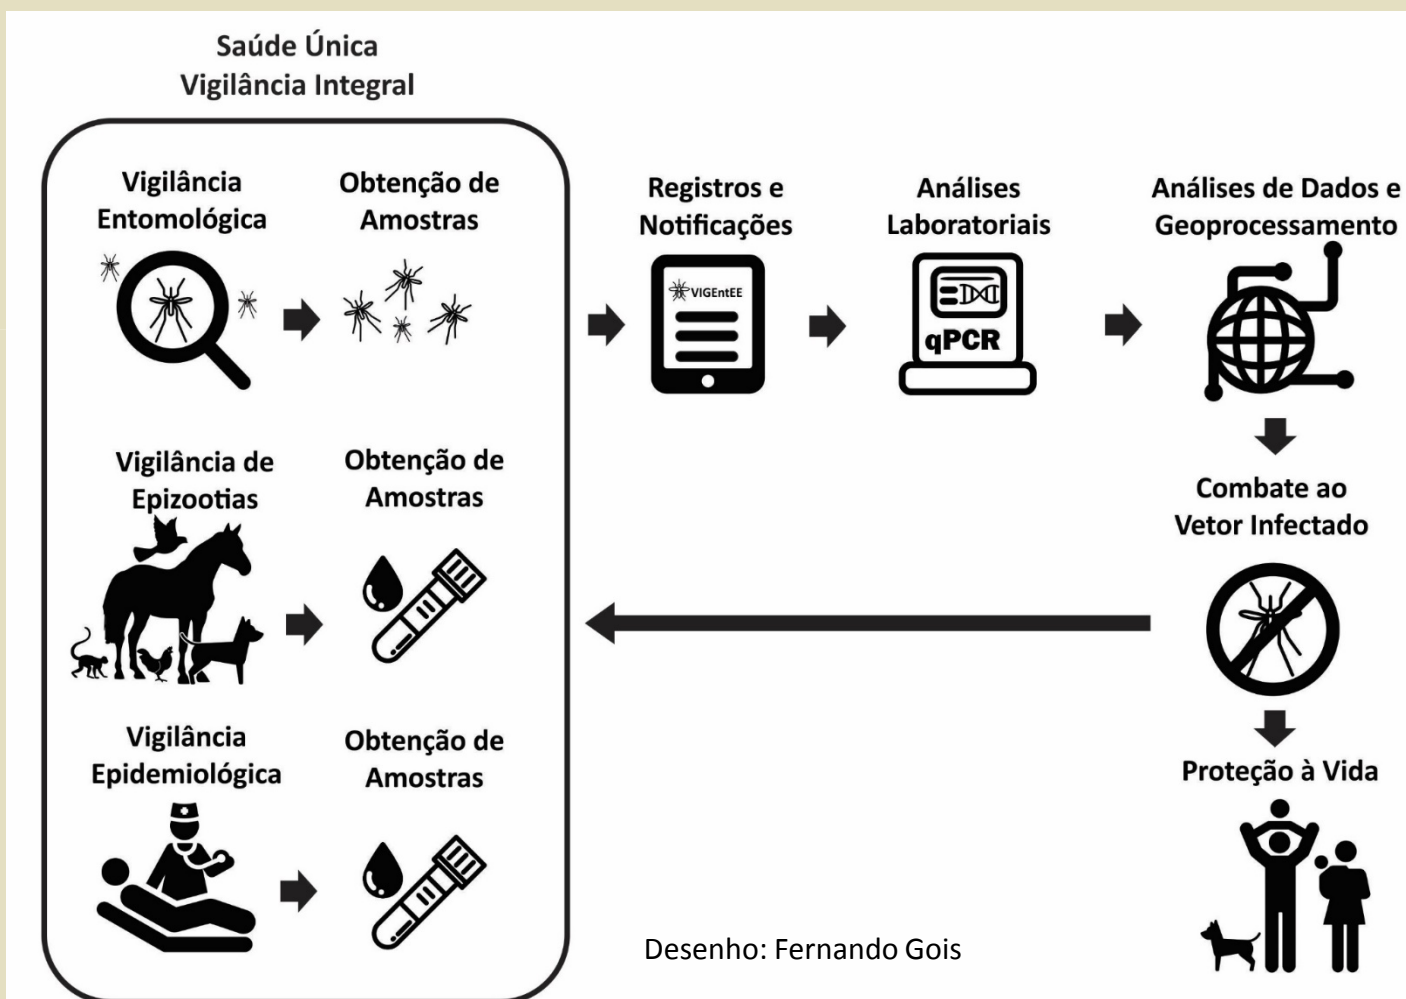 Saúde Única
Vigilância Integral
Vigilância
Entomológica
Obtenção de
Amostras
Registros e
Notificações
VIGEntEE
Análises
Laboratoriais
qPCR
Análises de Dados e
Geoprocessamento
Vigilância de
Epizootias
Obtenção de
Amostras
Combate ao
Vetor Infectado
Vigilância
Epidemiológica
Obtenção de
Amostras
Proteção à Vida
Desenho: Fernando Gois